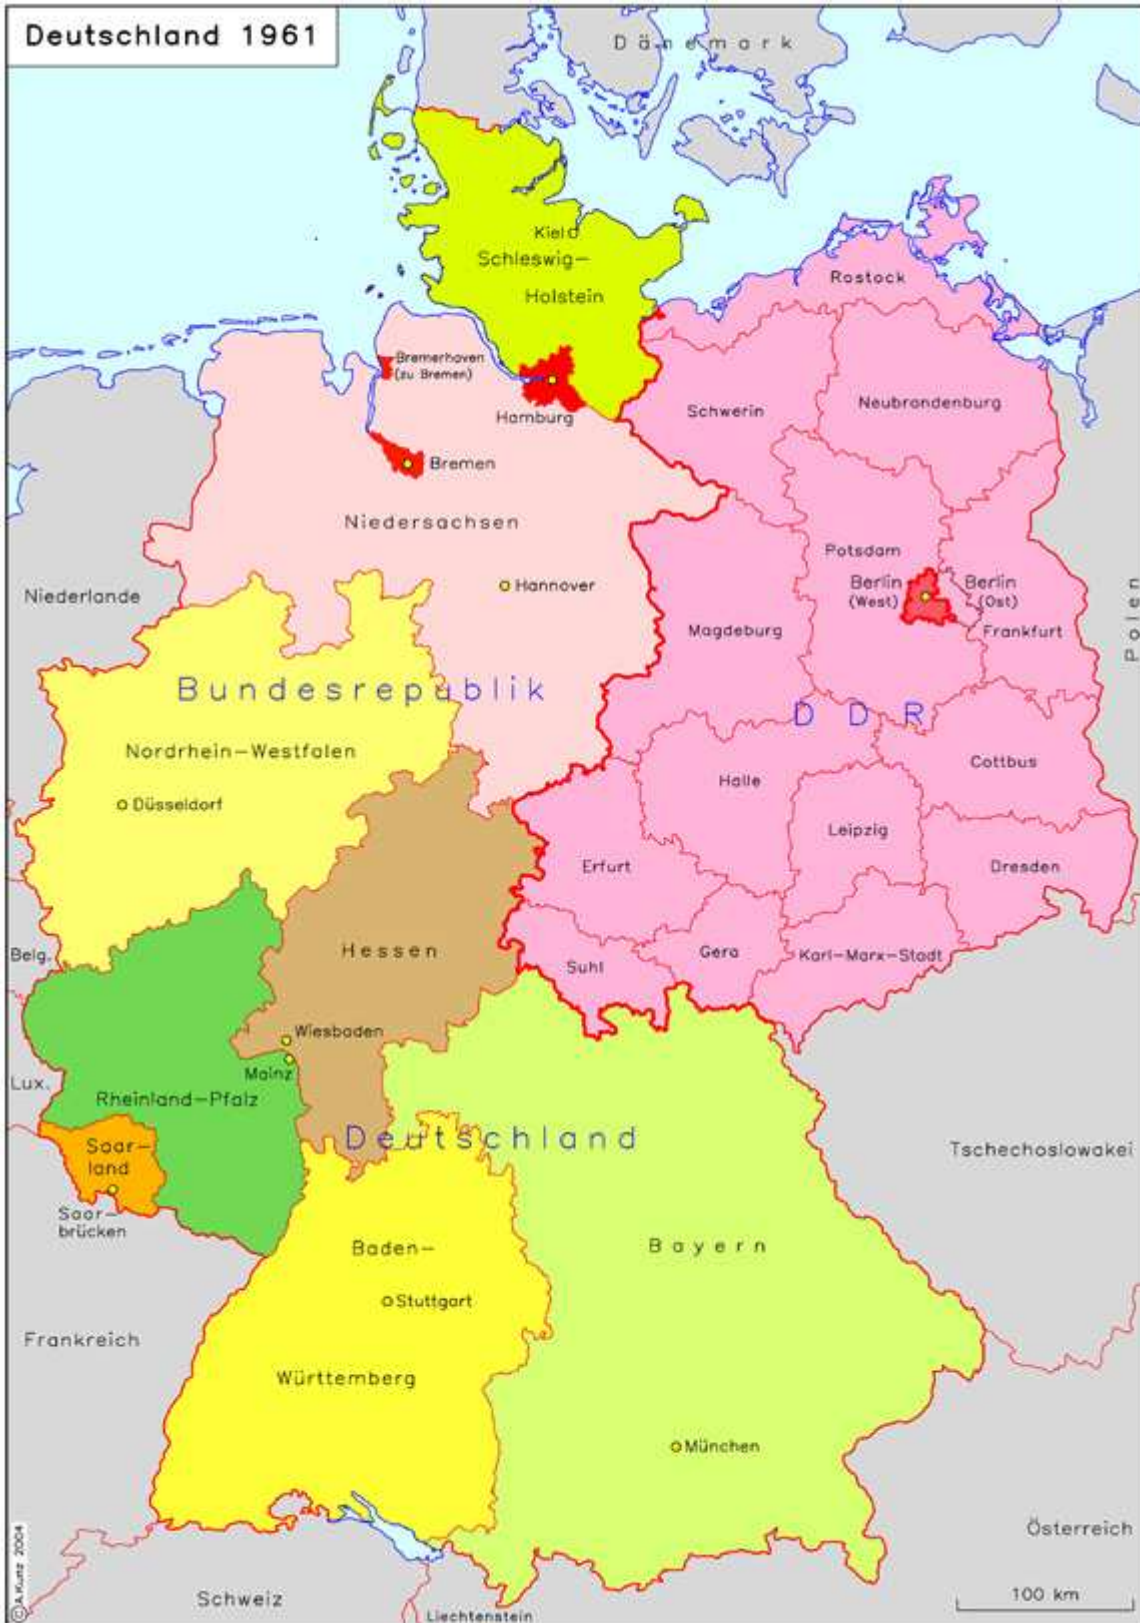 Deutschland 1961
Dänemark
Kiel
Schleswig-
Holstein
Rostock
Bremerhaven
(zu Bremen)
Hamburg
Schwerin
Neubrandenburg
Bremen
Niedersachsen
Potsdam
Niederlande
Hannover
Berlin
(West)
Berlin
(Ost)
Polen
Magdeburg
Frankfurt
Bundesrepublik
DDR
Nordrhein-Westfalen
Düsseldorf
Halle
Cottbus
Leipzig
Erfurt
Dresden
Belg.
Hessen
Suhl
Gera
Karl-Marx-Stadt
Wiesbaden
Mainz
Lux.
Rheinland-Pfalz
Deutschland
Saar-
land
Tschechoslowakei
Saar-
brücken
Baden-
Bayern
Stuttgart
Frankreich
Württemberg
München
Österreich
© A.Kunz 2004
Schweiz
Liechtenstein
100 km